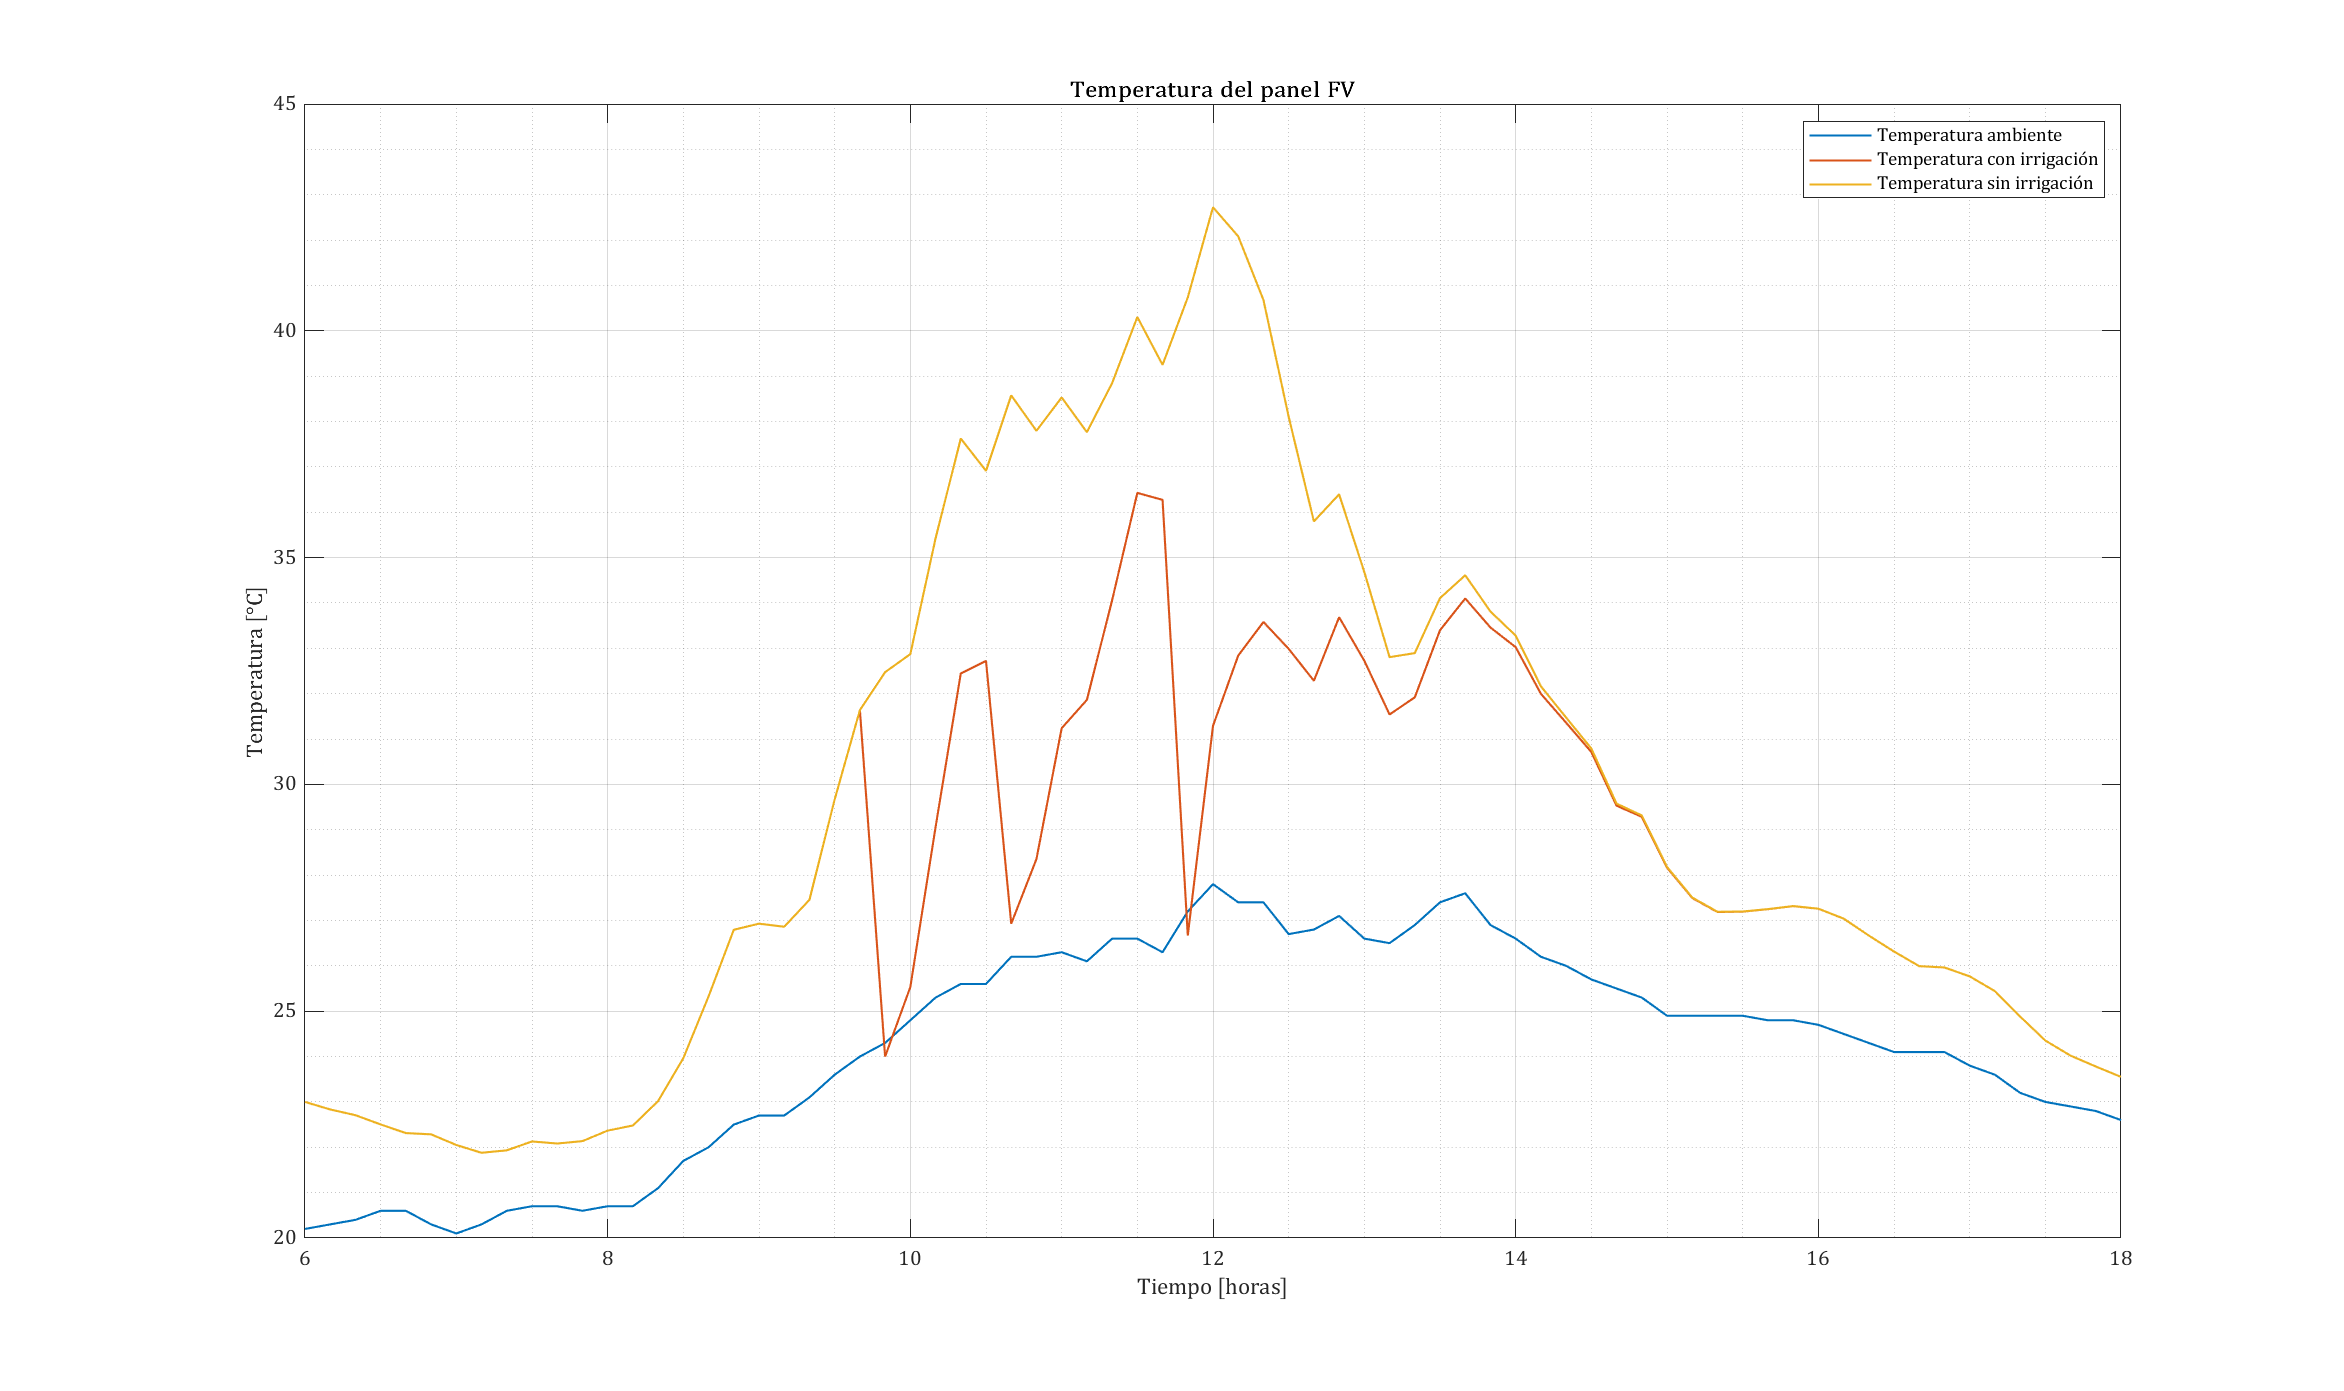 Temperatura del panel FV
Temperatura ambiente
Temperatura con irrigación
Temperatura sin irrigación
Temperatura [°C]
45
40
35
30
25
20
6 8 10 12 14 16 18
Tiempo [horas]